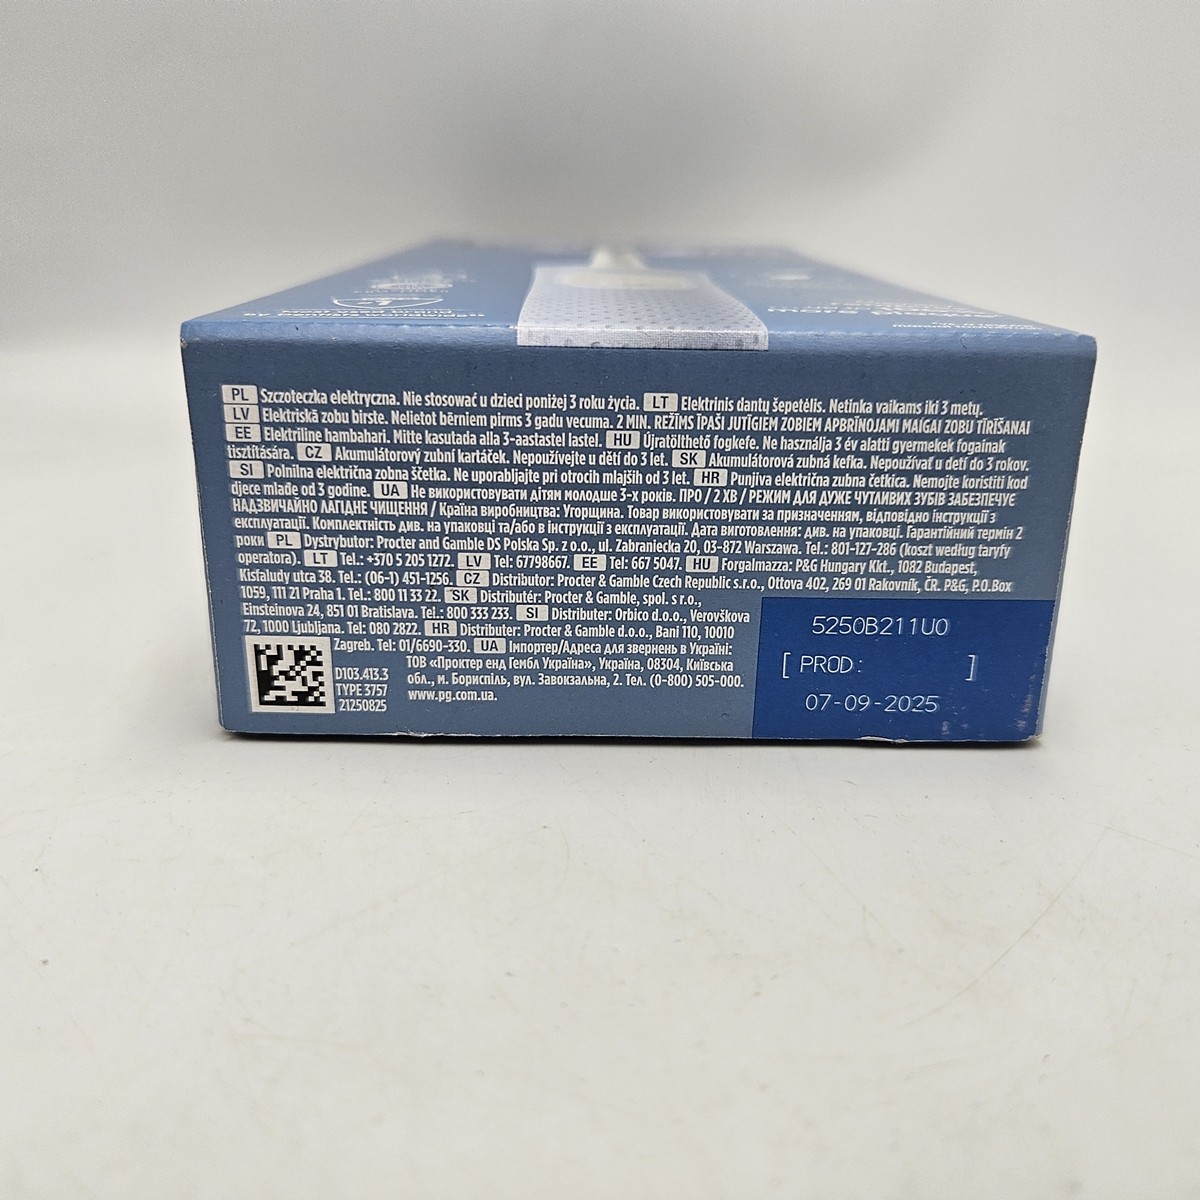 PL Szczoteczka elektryczna. Nie stosować u dzieci poniżej 3 roku życia. LT Elektrinis dantų šepetėlis. Netinka vaikams iki 3 metų.
LV Elektriskā zobu birste. Nelietot bērniem pirms 3 gadu vecuma. 2 MIN. REŽĪMS ĪPAŠI JUTĪGIEM ZOBIEM APBRĪNOJAMI MAIGAI ZOBU TĪRĪŠANAI
EE Elektriline hambahari. Mitte kasutada alla 3-aastastel lastel. HU Újratölthető fogkefe. Ne használja 3 év alatti gyermekek fogainak
tisztítására. CZ Akumulátorový zubní kartáček. Nepoužívejte u dětí do 3 let. SK Akumulátorová zubná kefka. Nepoužívať u detí do 3 rokov.
SI Polnilna električna zobna ščetka. Ne uporabljajte pri otrocih mlajših od 3 let. HR Punjiva električna zubna četkica. Nemojte koristiti kod
djece mlađe od 3 godine. UA Не використовувати дітям молодше 3-х років. ПРО / 2 ХВ / РЕЖИМ ДЛЯ ДУЖЕ ЧУТЛИВИХ ЗУБІВ ЗАБЕЗПЕЧУЄ
НАДЗВИЧАЙНО ЛАГІДНЕ ЧИЩЕННЯ / Країна виробництва: Угорщина. Товар використовувати за призначенням, відповідно інструкції з
експлуатації. Комплектність див. на упаковці та/або в інструкції з експлуатації. Дата виготовлення: див. на упаковці. Гарантійний термін 2
роки PL Dystrybutor: Procter and Gamble DS Polska Sp. z o.o., ul. Zabraniecka 20, 03-872 Warszawa. Tel.: 801-127-286 (koszt według taryfy
operatora). LT Tel.: +370 5 205 1272. LV Tel: 67798667. EE Tel: 667 5047. HU Forgalmazza: P&G Hungary Kkt., 1082 Budapest,
Kisfaludy utca 38. Tel.: (06-1) 451-1256. CZ Distributor: Procter & Gamble Czech Republic s.r.o., Ottova 402, 269 01 Rakovník, ČR. P&G, P.O.Box
1059, 111 21 Praha 1. Tel.: 800 11 33 22. SK Distributér: Procter & Gamble, spol. s r.o.,
Einsteinova 24, 851 01 Bratislava. Tel.: 800 333 233. SI Distributer: Orbico d.o.o., Verovškova
72, 1000 Ljubljana. Tel: 080 2822. HR Distributer: Procter & Gamble d.o.o., Bani 110, 10010
Zagreb. Tel: 01/6690-330. UA Імпортер/Адреса для звернень в Україні:
ТОВ «Проктер енд Гембл Україна», Україна, 08304, Київська
обл., м. Бориспіль, вул. Завокзальна, 2. Тел. (0-800) 505-000.
www.pg.com.ua.
D103.413.3
TYPE 3757
21250825
5250B211U0
[ PROD: ]
07-09-2025